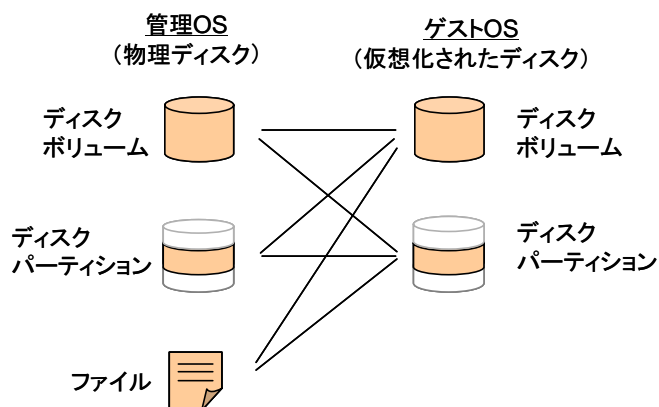 管理OS
（物理ディスク）
ゲストOS
（仮想化されたディスク）
ディスク
ボリューム
ディスク
ボリューム
ディスク
パーティション
ディスク
パーティション
ファイル